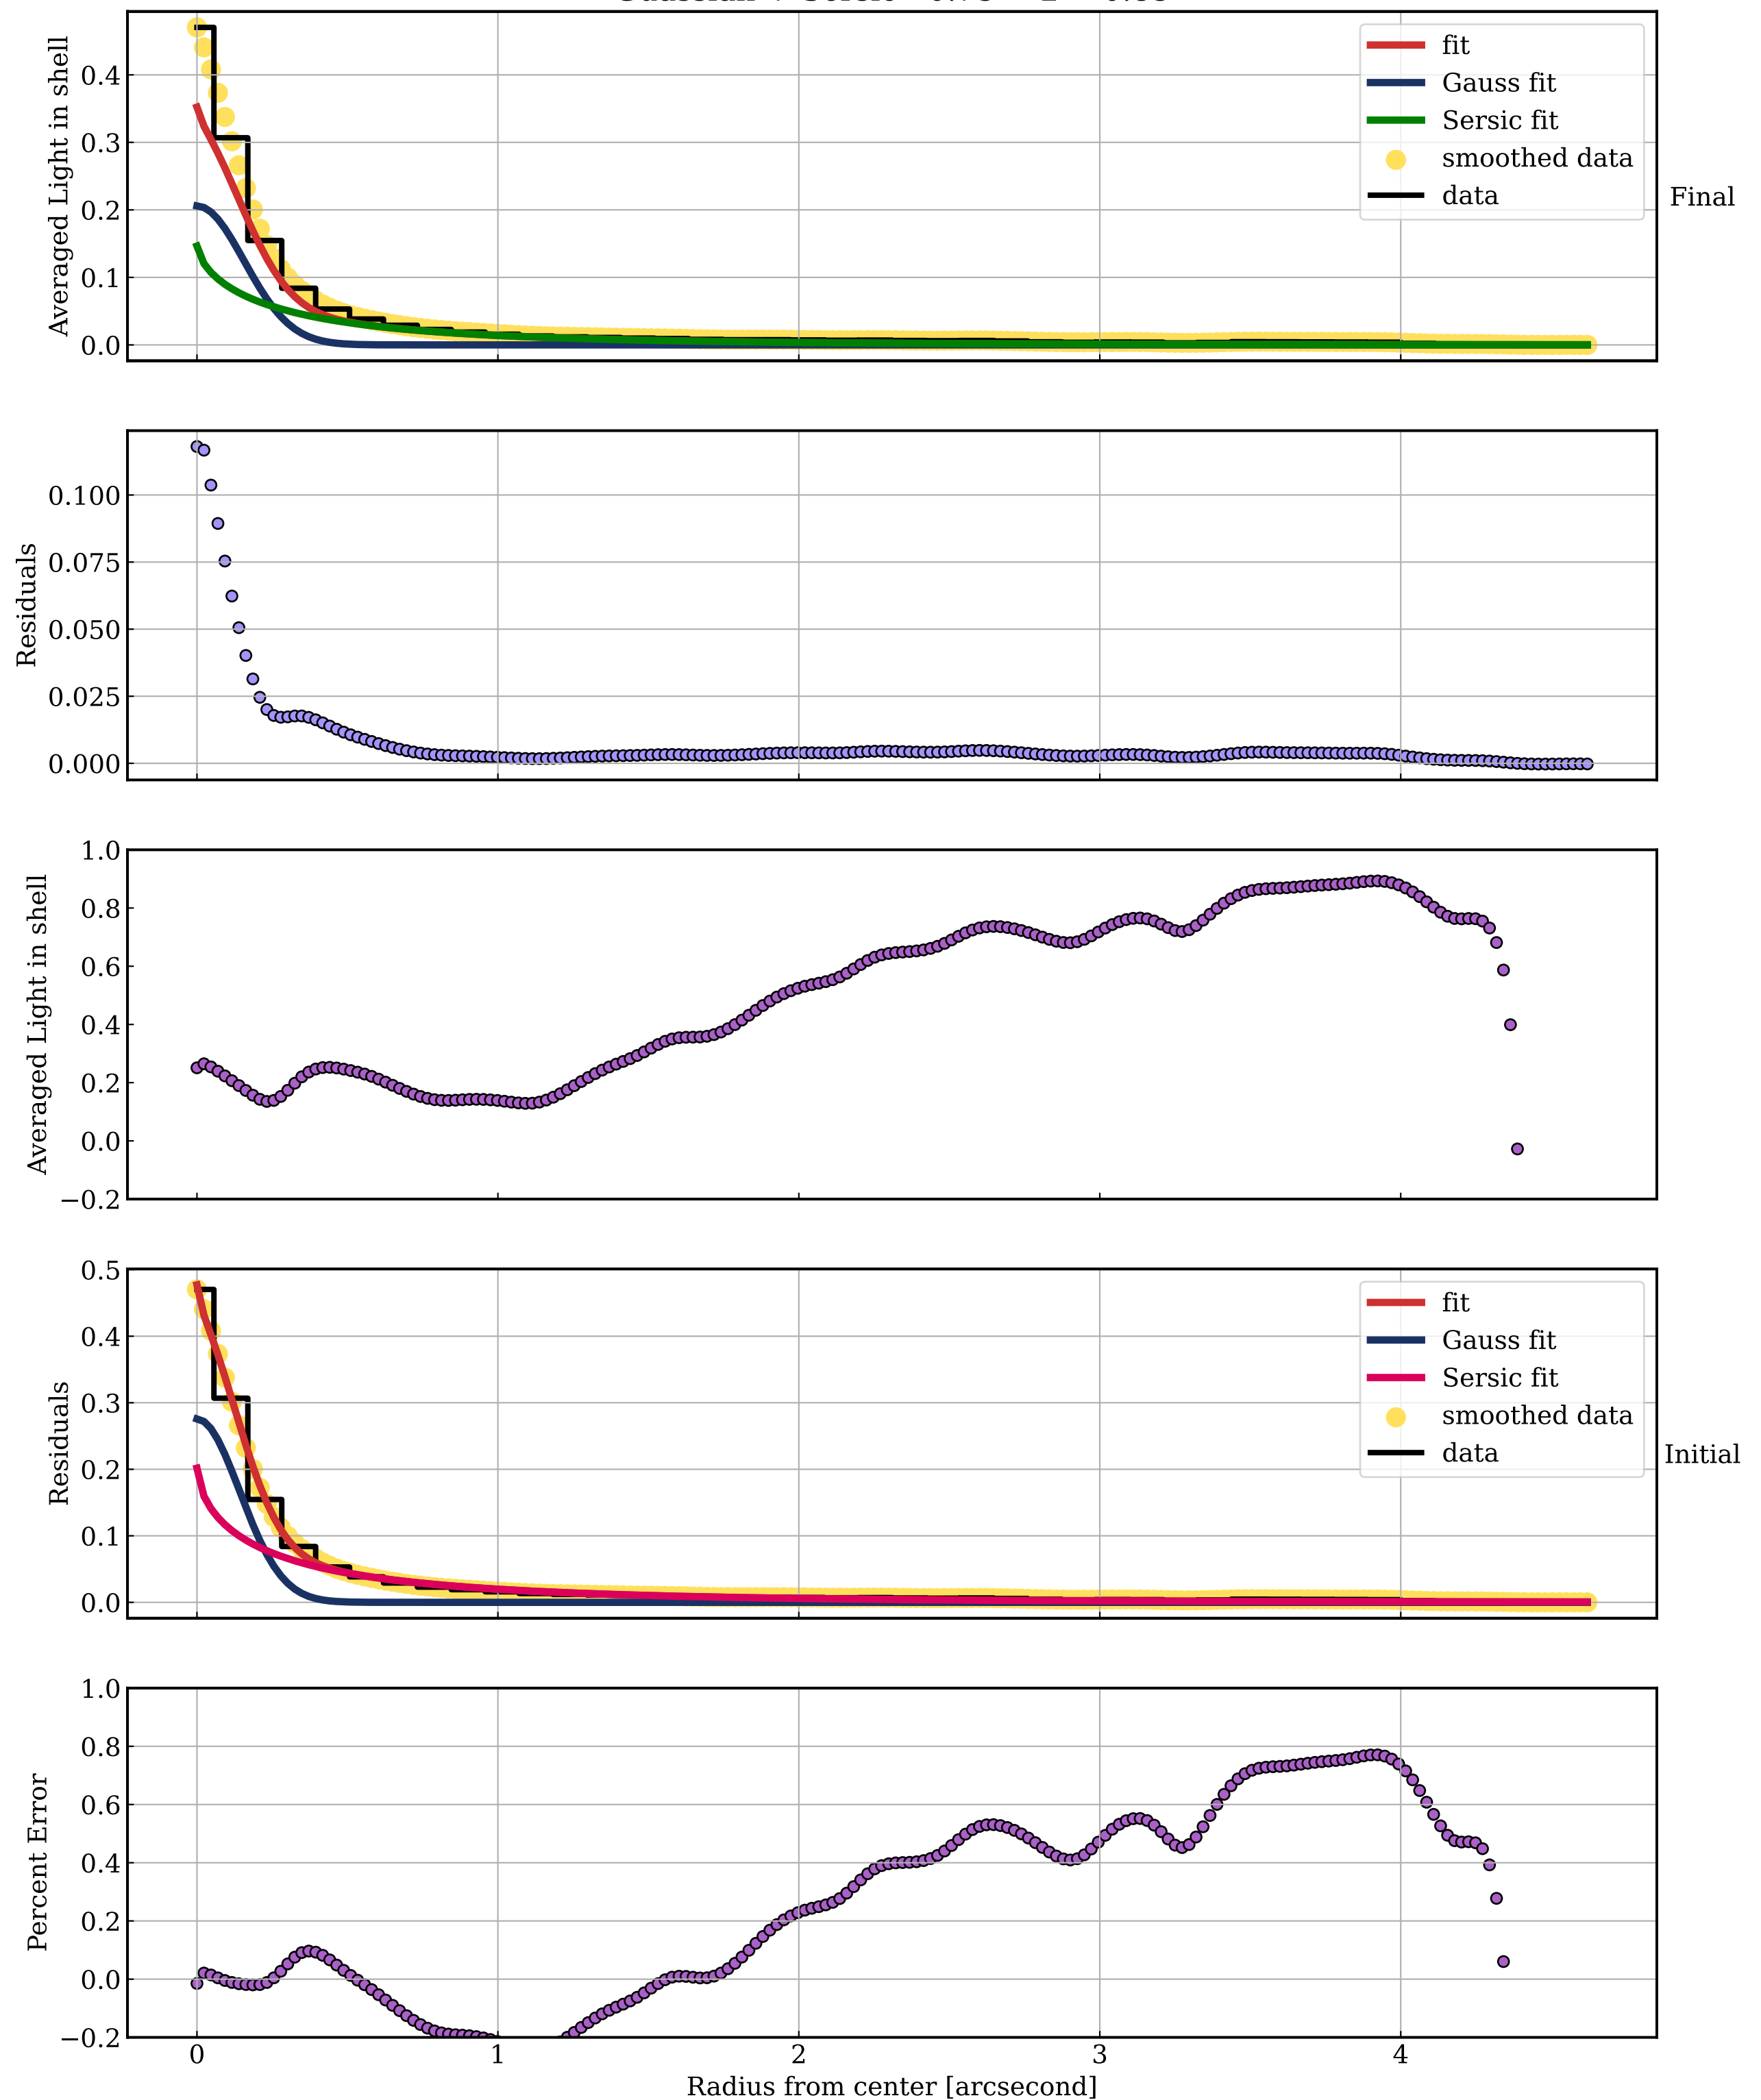 Averaged Light in shell
0.4
0.3
0.2
0.1
0.0
fit
Gauss fit
Sersic fit
smoothed data
data
Final
Residuals
0.100
0.075
0.050
0.025
0.000
Averaged Light in shell
1.0
0.8
0.6
0.4
0.2
0.0
−0.2
Residuals
0.5
0.4
0.3
0.2
0.1
0.0
fit
Gauss fit
Sersic fit
smoothed data
data
Initial
Percent Error
1.0
0.8
0.6
0.4
0.2
0.0
−0.2
0 1 2 3 4
Radius from center [arcsecond]